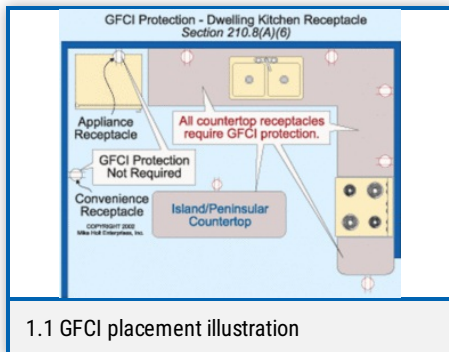 GFCI Protection - Dwelling Kitchen Receptacle
Section 210.8(A)(6)
All countertop receptacles
require GFCI protection.
Appliance
Receptacle
GFCI Protection
Not Required
Convenience
Receptacle
COPYRIGHT 2002
Mike Holt Enterprises, Inc.
Island/Peninsular
Countertop
1.1 GFCI placement illustration